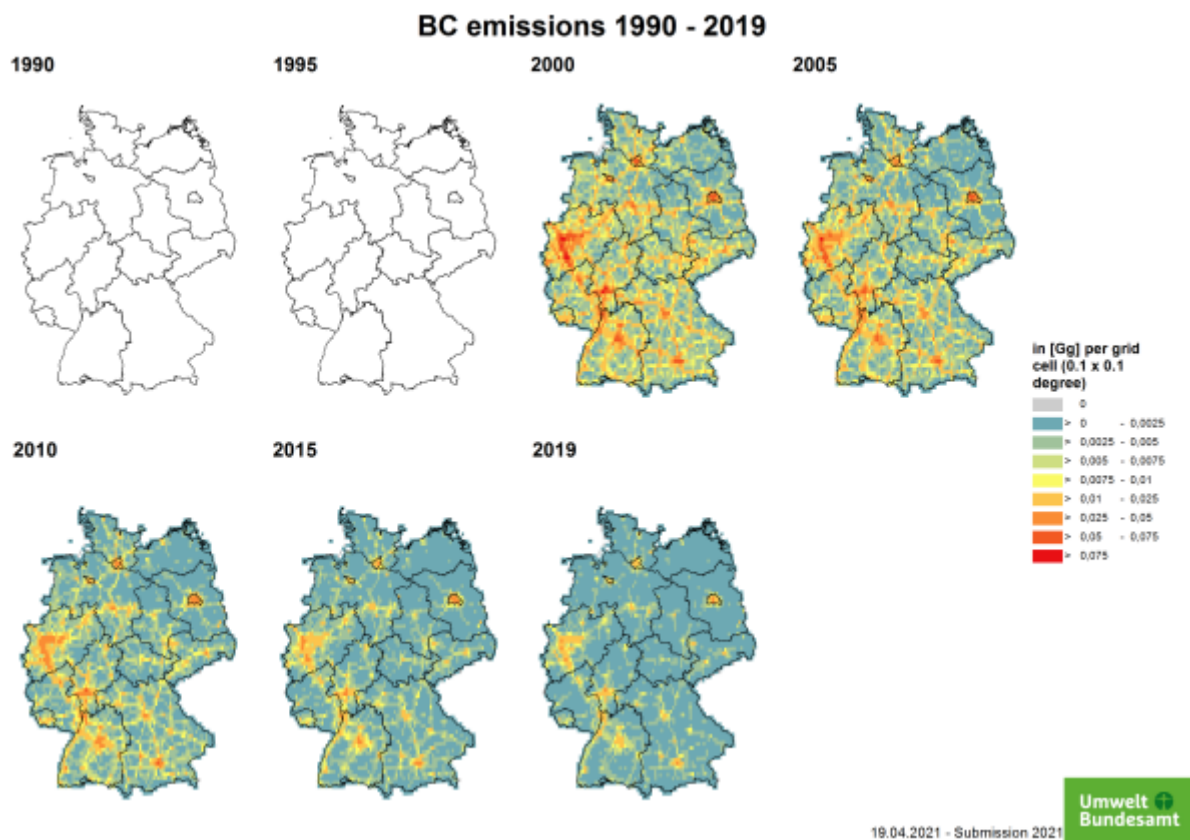 BC emissions 1990 - 2019
1990
1995
2000
2005
in [Gg] per grid
cell (0.1 x 0.1
degree)
0
> 0 - 0,0025
> 0,0025 - 0,005
> 0,005 - 0,0075
> 0,0075 - 0,01
> 0,01 - 0,025
> 0,025 - 0,05
> 0,05 - 0,075
> 0,075
2010
2015
2019
Umwelt
Bundesamt
19.04.2021 - Submission 2021